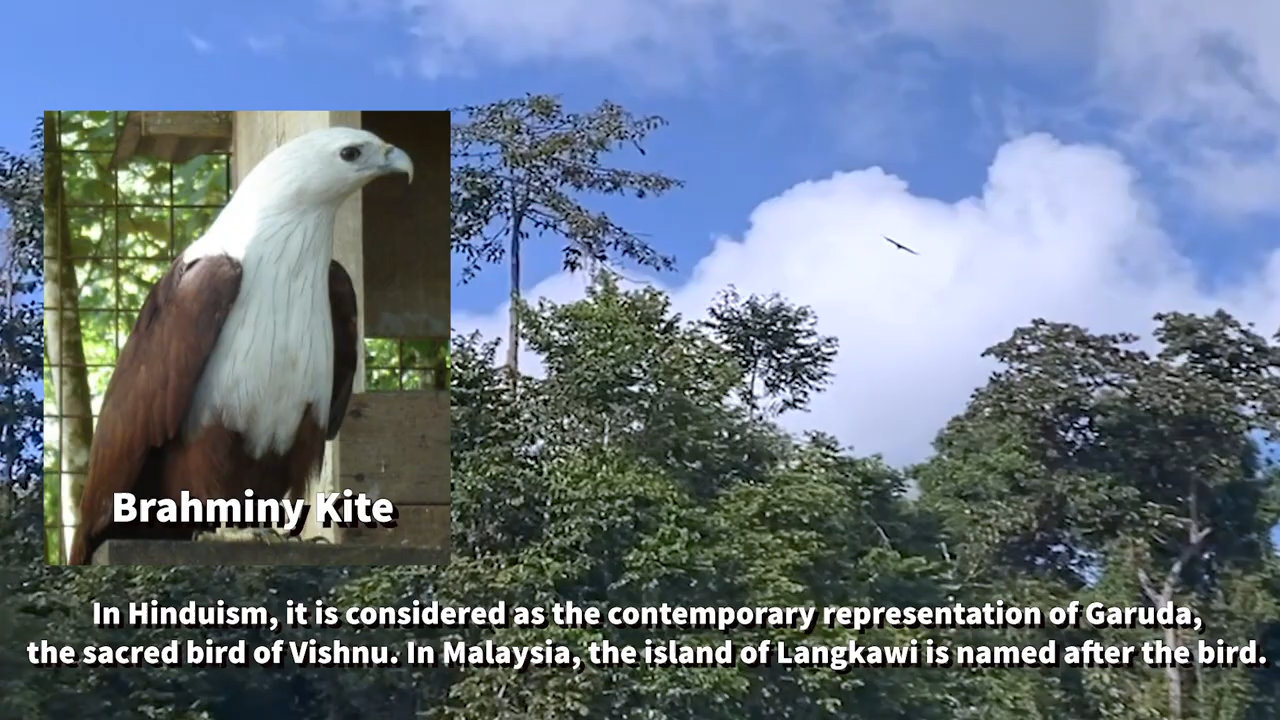 Brahminy Kite
In Hinduism, it is considered as the contemporary representation of Garuda,
the sacred bird of Vishnu. In Malaysia, the island of Langkawi is named after the bird.